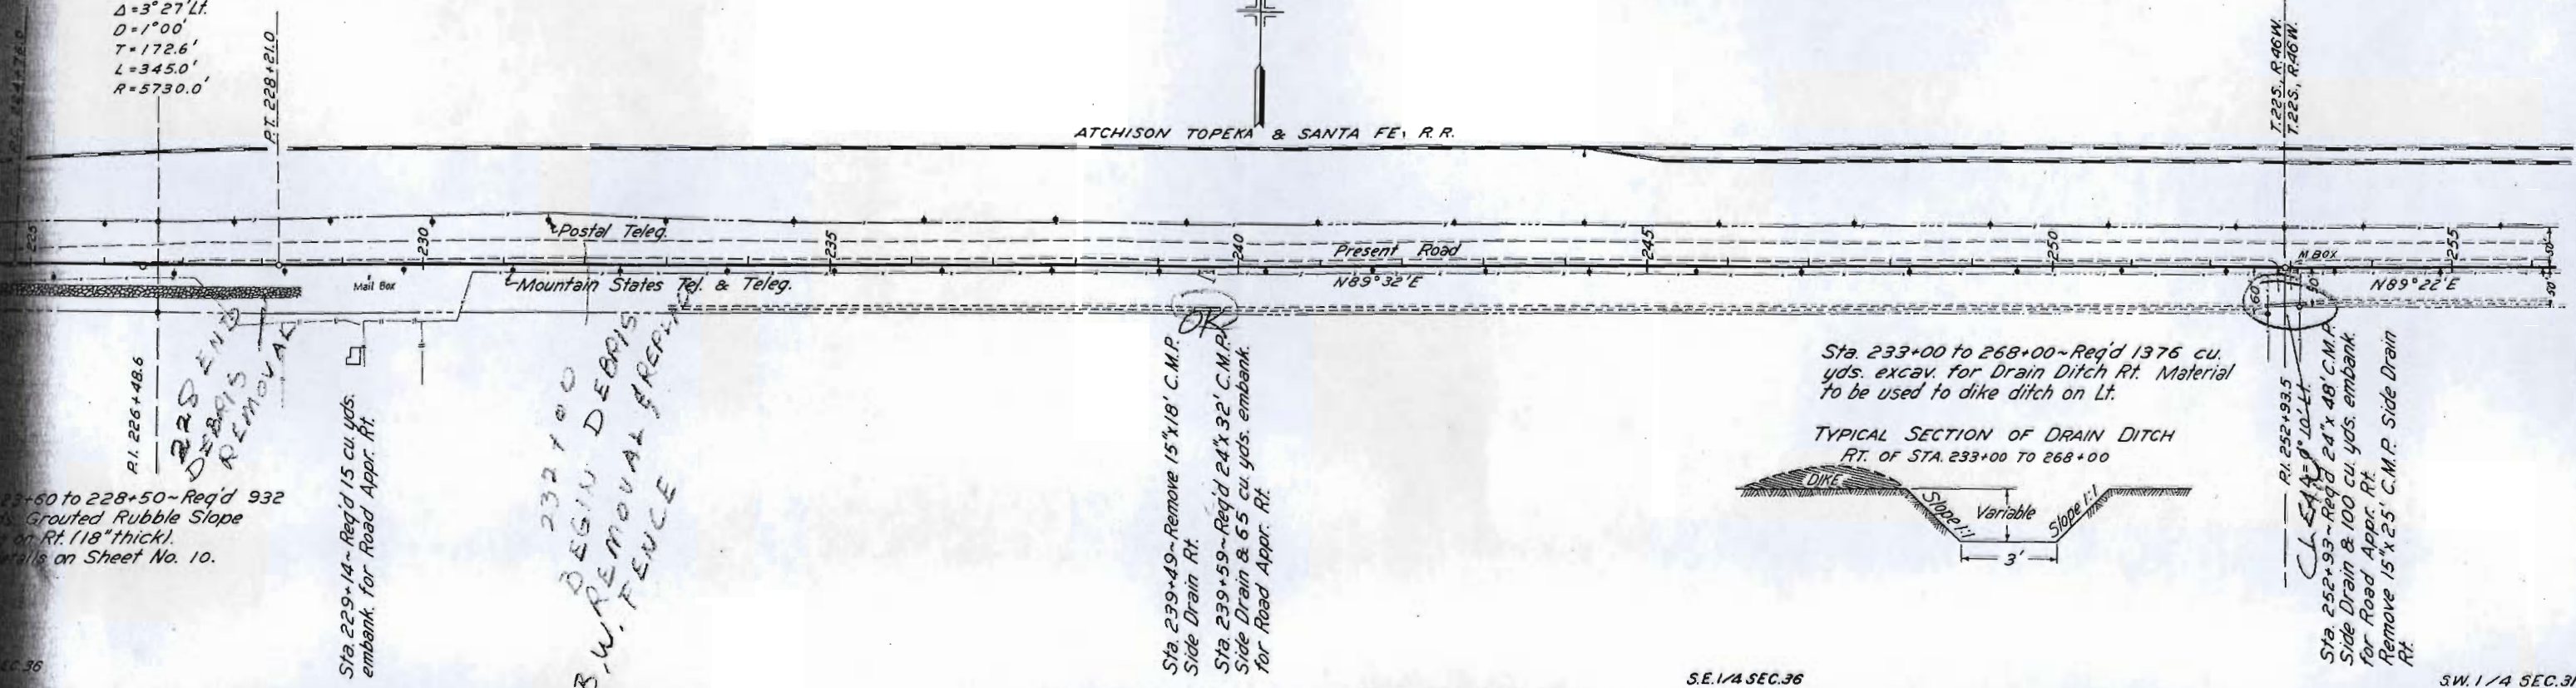 Δ=3°27'Lt.
D=1°00'
T=172.6'
L=345.0'
R=5730.0'
P.T. 228+21.0
T.22S., R.46W.
T.22S., R.46W.
ATCHISON TOPEKA & SANTA FE, R.R.
Postal Teleg.
225
230
235
240
245
250
255
Present Road
M BOX
Mail Box
Mountain States Tel. & Teleg.
N89°32'E
N89°22'E
50'
50'
60'
50'
OK
P.I. 226+48.6
228 END
DEBRIS
REMOVAL
232+00
BEGIN DEBRIS
REMOVAL &
FENCE
Sta. 229+14~Req'd 15 cu. yds.
embank. for Road Appr. Rt.
+60 to 228+50~Req'd 932
Grouted Rubble Slope
on Rt. (18" thick).
on Sheet No. 10.
Sta. 239+49~Remove 15"x18' C.M.P.
Side Drain Rt.
Sta. 239+59~Req'd 24"x32' C.M.P.
Side Drain & 65 cu. yds. embank.
for Road Appr. Rt.
Sta. 233+00 to 268+00~Req'd 1376 cu.
yds. excav. for Drain Ditch Rt. Material
to be used to dike ditch on Lt.
TYPICAL SECTION OF DRAIN DITCH
RT. OF STA. 233+00 TO 268+00
DIKE
Slope 1:1
Variable
Slope 1:1
3'
P.I. 252+93.5
Sta. 252+93~Req'd 24"x48' C.M.P.
Side Drain & 100 cu. yds. embank.
for Road Appr. Rt.
Remove 15"x25' C.M.P. Side Drain
Rt.
36
S.E.1/4 SEC.36
S.W. 1/4 SEC.